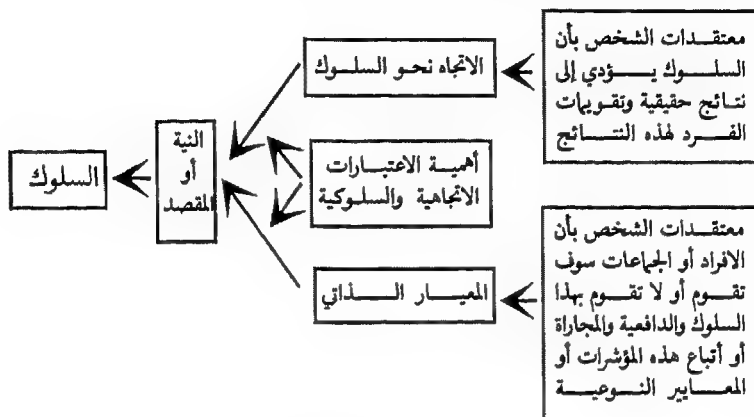 معتقدات الشخص بأن
السلوك يؤدي إلى
نتائج حقيقية وتقويمات
الفرد لهذه النتائج
الاتجاه نحو السلوك
أهمية الاعتبارات
الاتجاهية والسلوكية
النية
أو
المقصد
السلوك
المعيار الذاتي
معتقدات الشخص بأن
الافراد أو الجماعات سوف
تقوم أو لا تقوم بهذا
السلوك والدافعية والمجاراة
أو أتباع هذه المؤشرات أو
المعايير النوعية